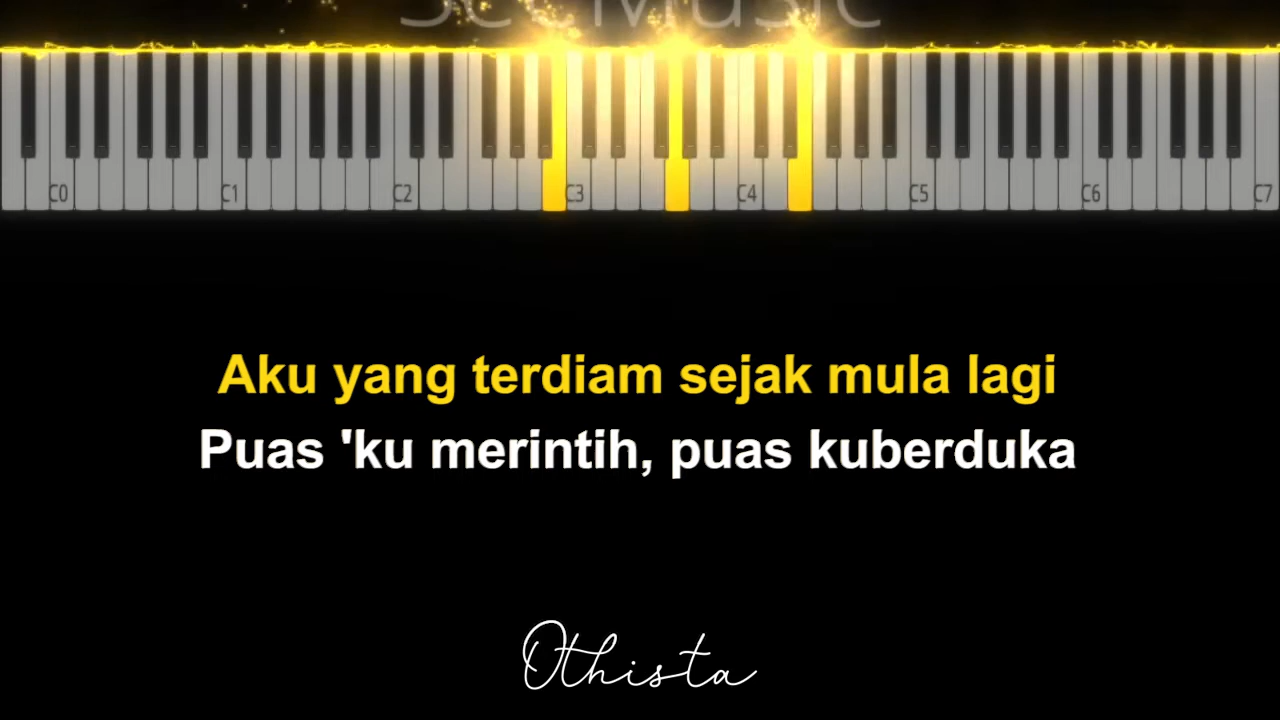 SeeMusic
C0 C1 C2 C3 C4 C5 C6 C7
Aku yang terdiam sejak mula lagi
Puas 'ku merintih, puas kuberduka
Othista